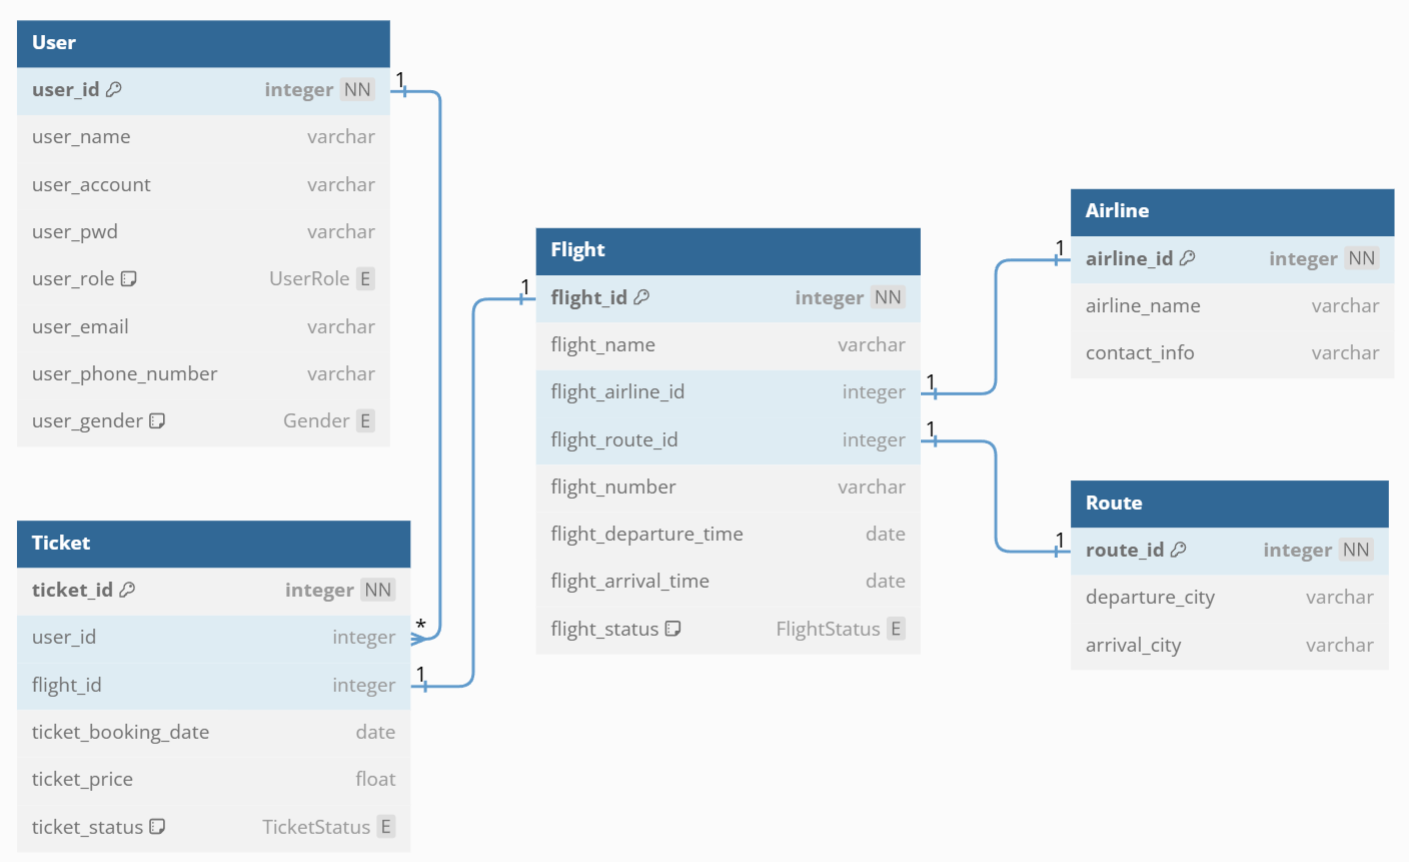 User
user_id integer NN
user_name varchar
user_account varchar
user_pwd varchar
user_role UserRole E
user_email varchar
user_phone_number varchar
user_gender Gender E
1
Ticket
ticket_id integer NN
user_id integer
flight_id integer
ticket_booking_date date
ticket_price float
ticket_status TicketStatus E
*
1
1
Flight
flight_id integer NN
flight_name varchar
flight_airline_id integer
flight_route_id integer
flight_number varchar
flight_departure_time date
flight_arrival_time date
flight_status FlightStatus E
1
1
1
Airline
airline_id integer NN
airline_name varchar
contact_info varchar
1
Route
route_id integer NN
departure_city varchar
arrival_city varchar